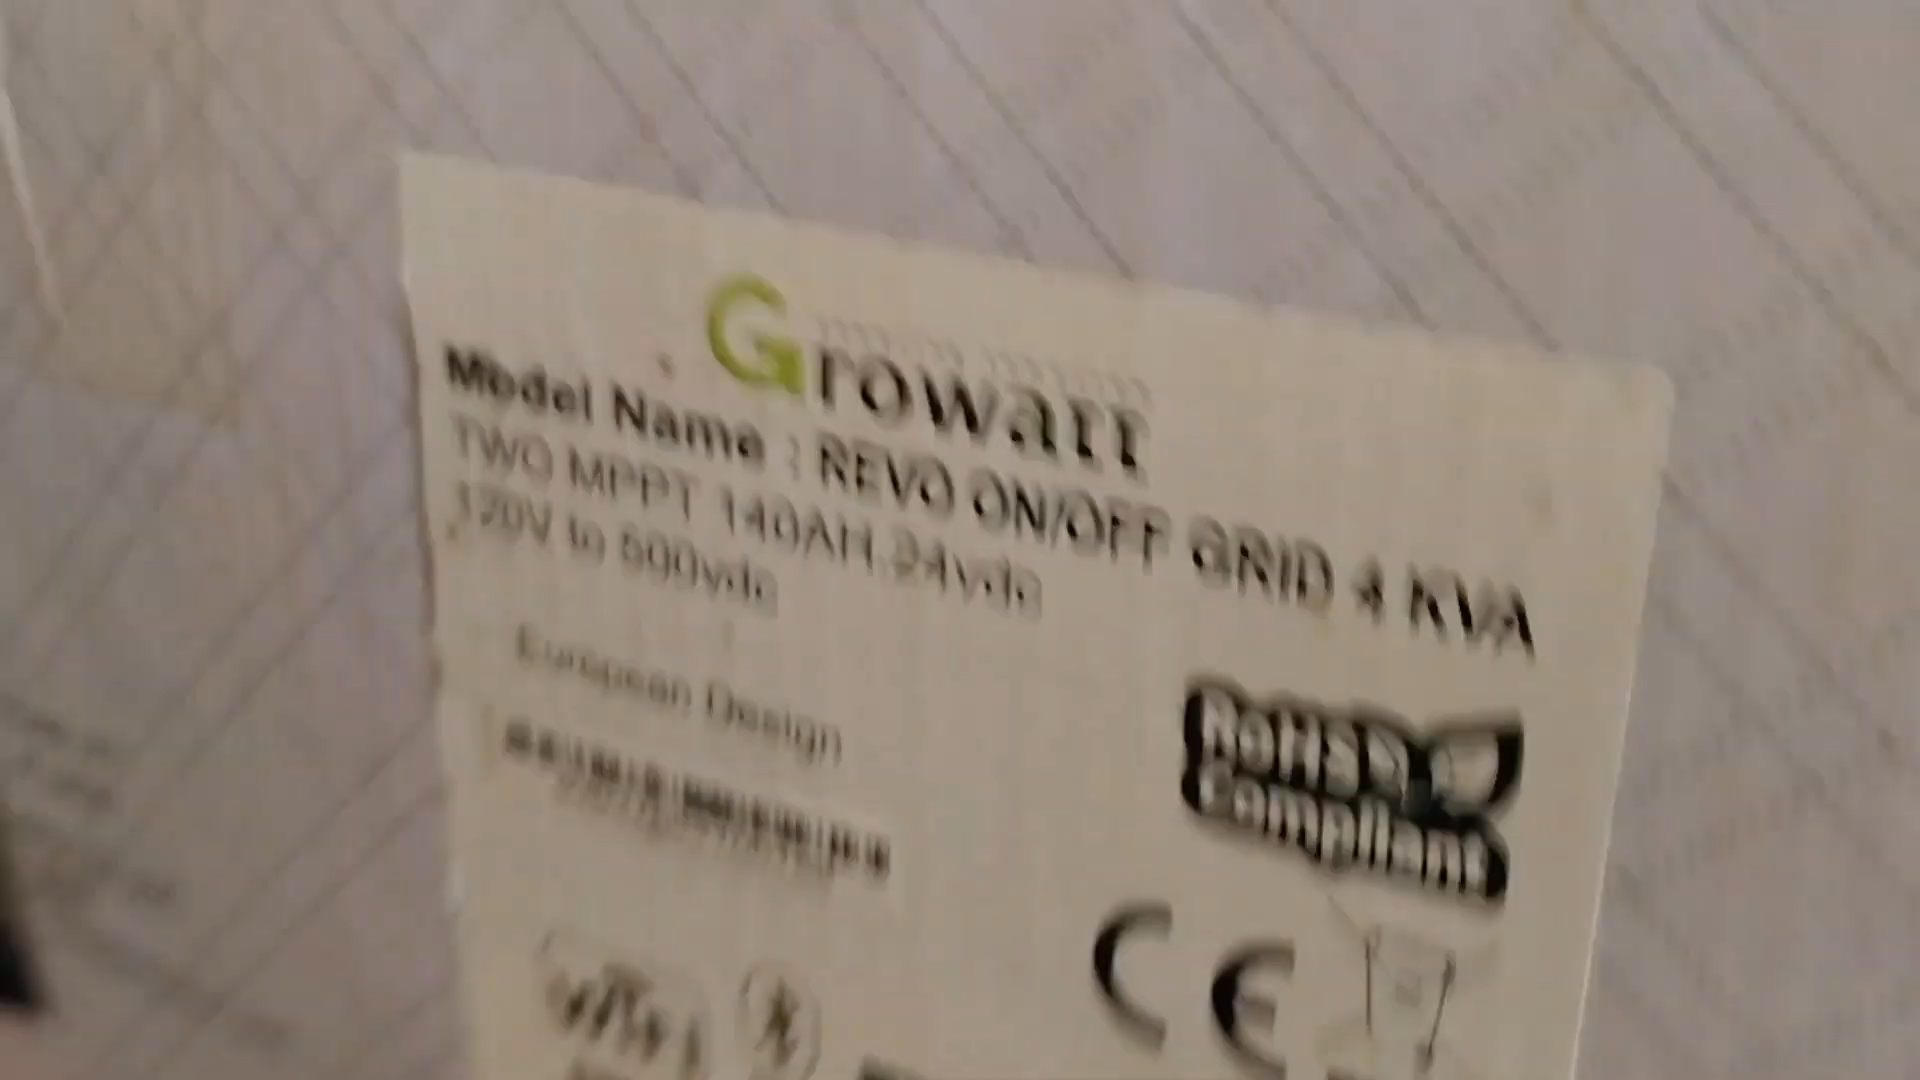 Growatt
Model Name : REVO ON/OFF GRID 4 KVA
TWO MPPT 140AH.24vdc
120V to 500vdc
European Design
RoHS
Compliant
CE